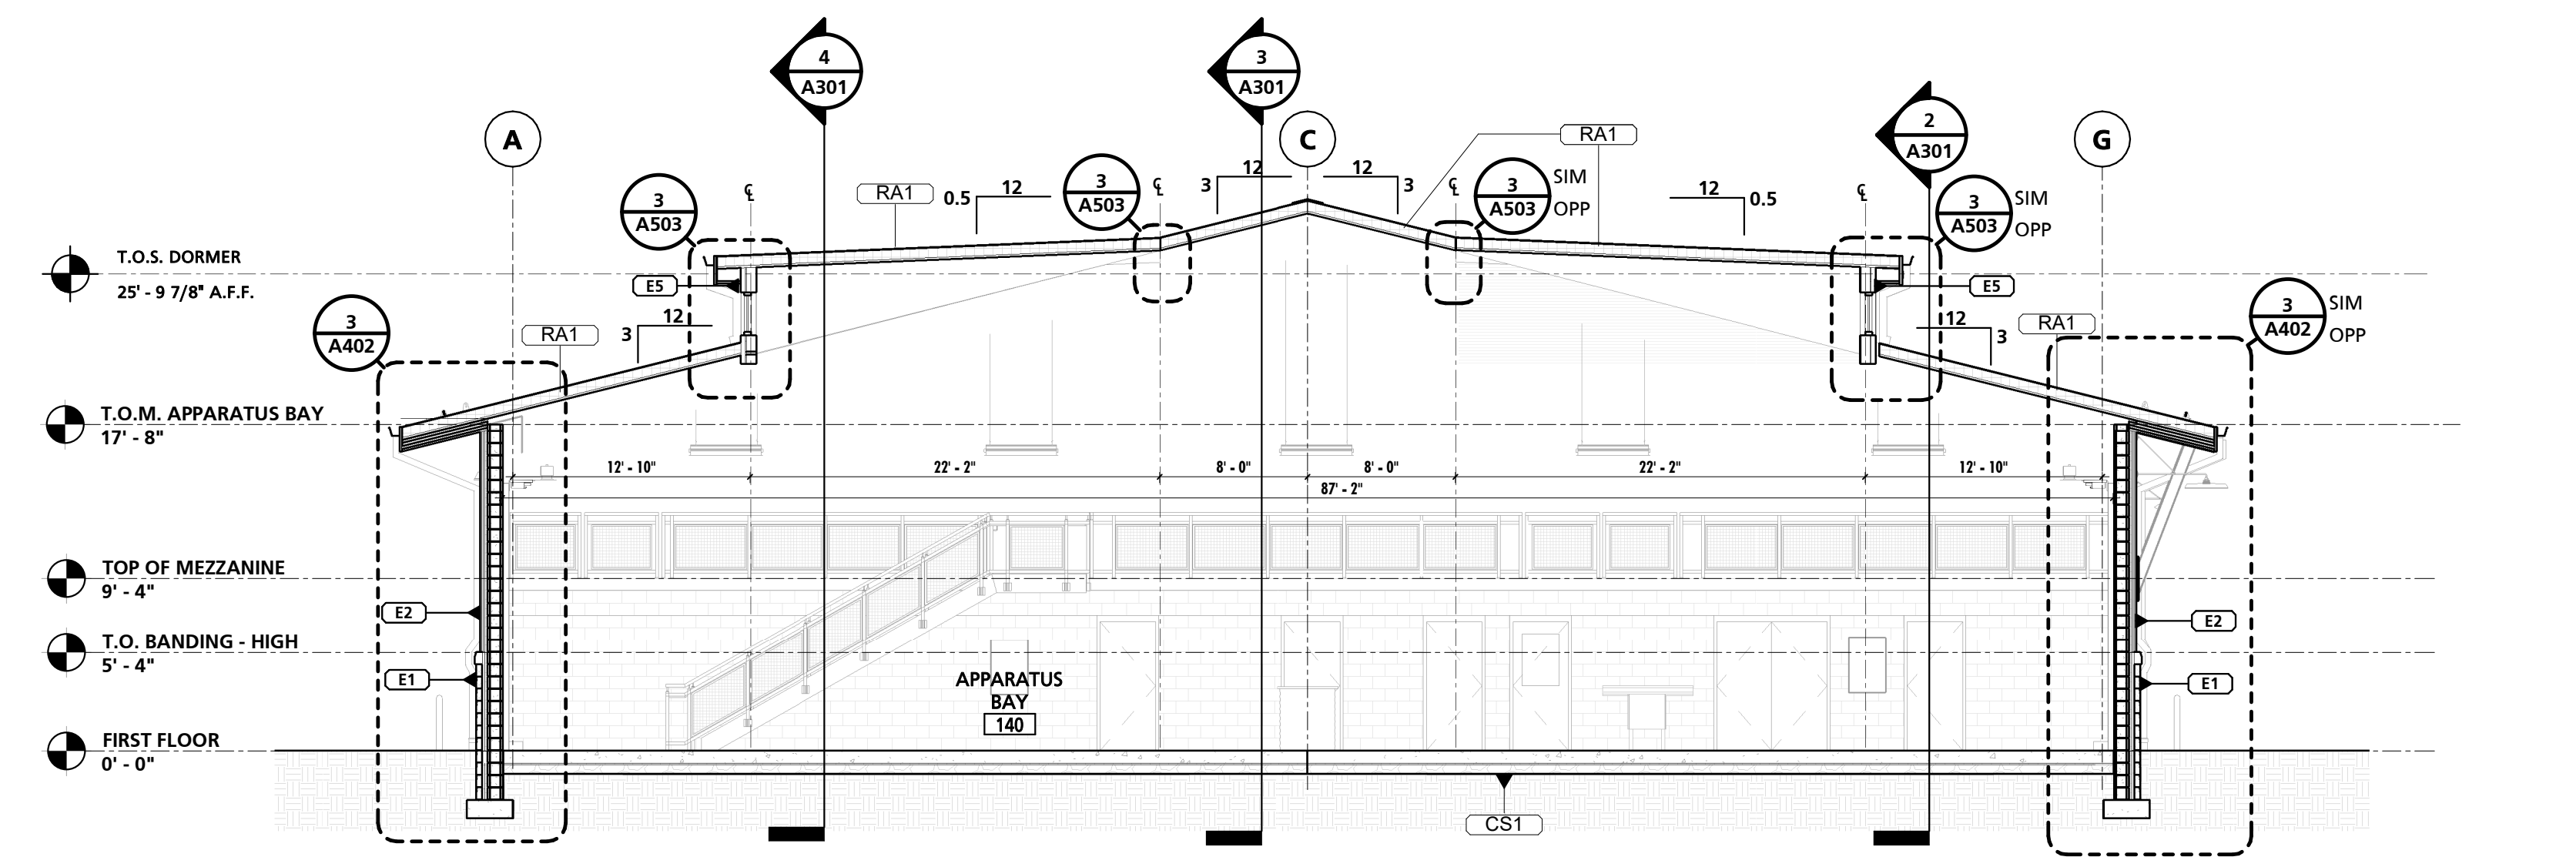 4
A301
3
A301
2
A301
A
C
G
RA1
3
A503
℄
RA1
0.5
12
3
A503
℄
3
12
12
3
℄
3
A503
SIM
OPP
12
0.5
℄
3
A503
SIM
OPP
T.O.S. DORMER
25' - 9 7/8" A.F.F.
E5
E5
3
A402
RA1
3
12
12
3
RA1
3
A402
SIM
OPP
T.O.M. APPARATUS BAY
17' - 8"
12' - 10"
22' - 2"
8' - 0"
8' - 0"
22' - 2"
12' - 10"
87' - 2"
TOP OF MEZZANINE
9' - 4"
E2
E2
T.O. BANDING - HIGH
5' - 4"
E1
E1
APPARATUS
BAY
140
FIRST FLOOR
0' - 0"
CS1